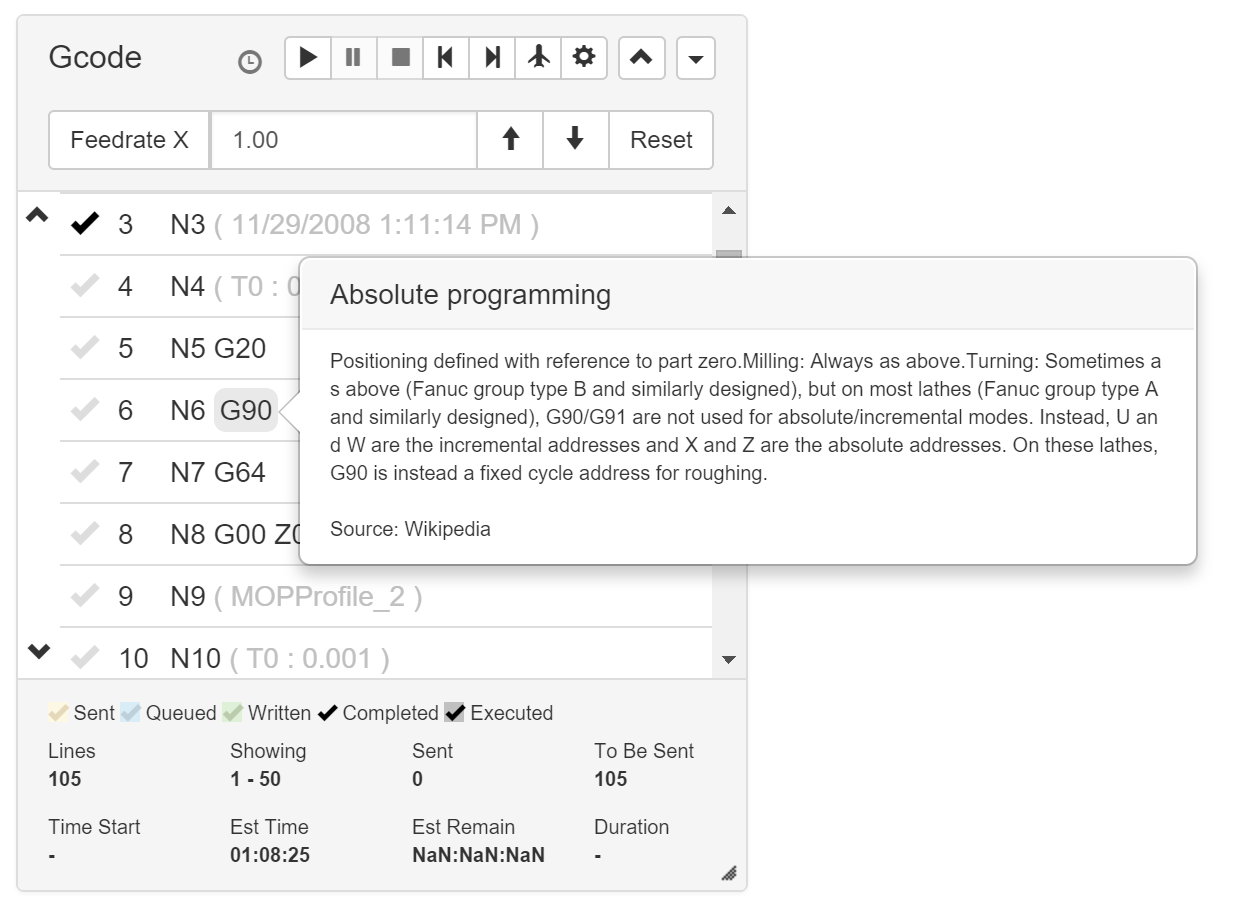 Gcode
Feedrate X 1.00 Reset
3 N3 ( 11/29/2008 1:11:14 PM )
4 N4 ( T0 : 0
5 N5 G20
6 N6 G90
7 N7 G64
8 N8 G00
9 N9 ( MOPProfile_2 )
10 N10 ( T0 : 0.001 )
Absolute programming
Positioning defined with reference to part zero.Milling: Always as above.Turning: Sometimes a
s above (Fanuc group type B and similarly designed), but on most lathes (Fanuc group type A
and similarly designed), G90/G91 are not used for absolute/incremental modes. Instead, U an
d W are the incremental addresses and X and Z are the absolute addresses. On these lathes,
G90 is instead a fixed cycle address for roughing.
Source: Wikipedia
Sent Queued Written Completed Executed
Lines Showing Sent To Be Sent
105 1 - 50 0 105
Time Start Est Time Est Remain Duration
- 01:08:25 NaN:NaN:NaN -